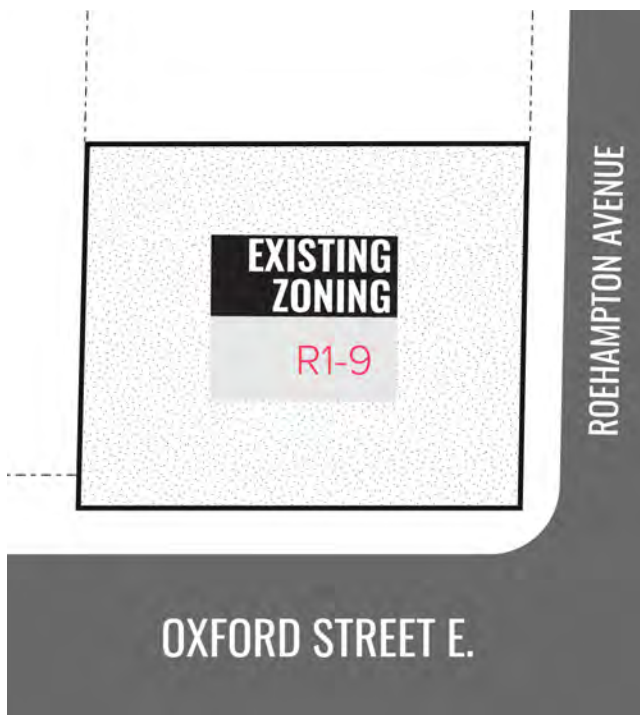 EXISTING
ZONING
R1-9
ROEHAMPTON AVENUE
OXFORD STREET E.